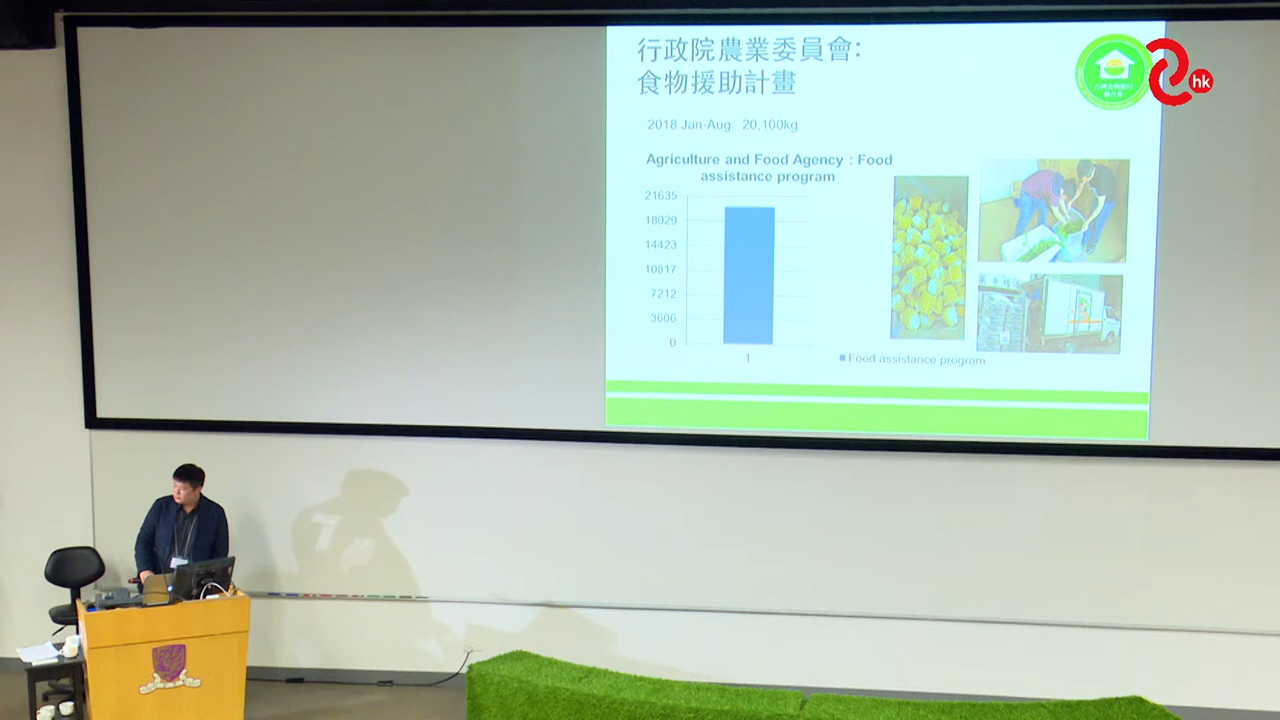 行政院農業委員會:
食物援助計畫
hk
2018 Jan-Aug: 20,100kg
Agriculture and Food Agency : Food
assistance program
21635
18029
14423
10817
7212
3606
0
1
Food assistance program